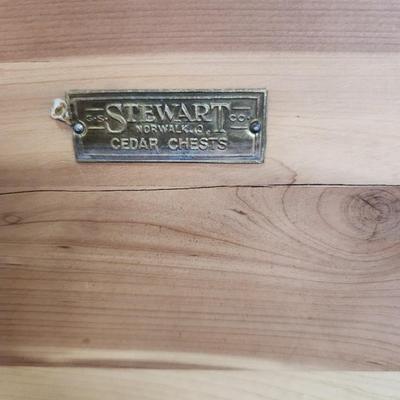 G.S. STEWART CO.
NORWALK, O.
CEDAR CHESTS